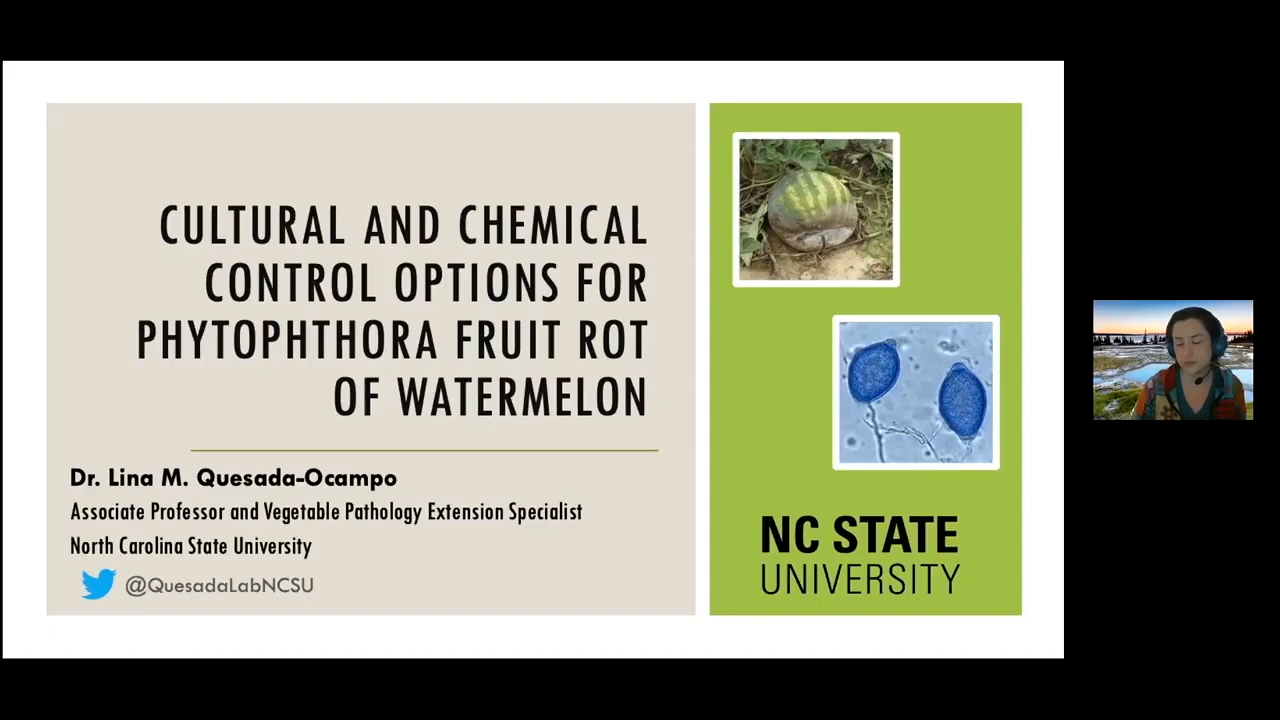 CULTURAL AND CHEMICAL
CONTROL OPTIONS FOR
PHYTOPHTHORA FRUIT ROT
OF WATERMELON
Dr. Lina M. Quesada-Ocampo
Associate Professor and Vegetable Pathology Extension Specialist
North Carolina State University
@QuesadaLabNCSU
NC STATE
UNIVERSITY